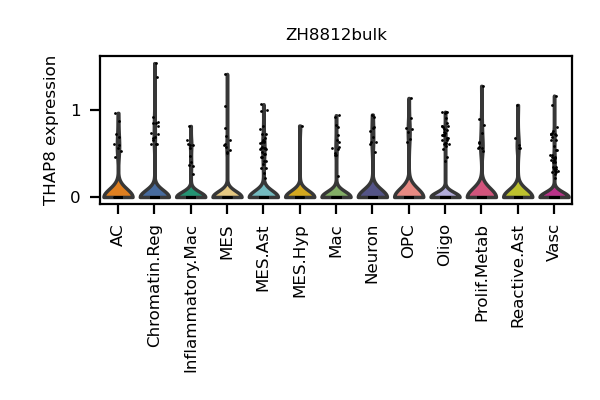 ZH8812bulk
THAP8 expression
1
0
AC
Chromatin.Reg
Inflammatory.Mac
MES
MES.Ast
MES.Hyp
Mac
Neuron
OPC
Oligo
Prolif.Metab
Reactive.Ast
Vasc